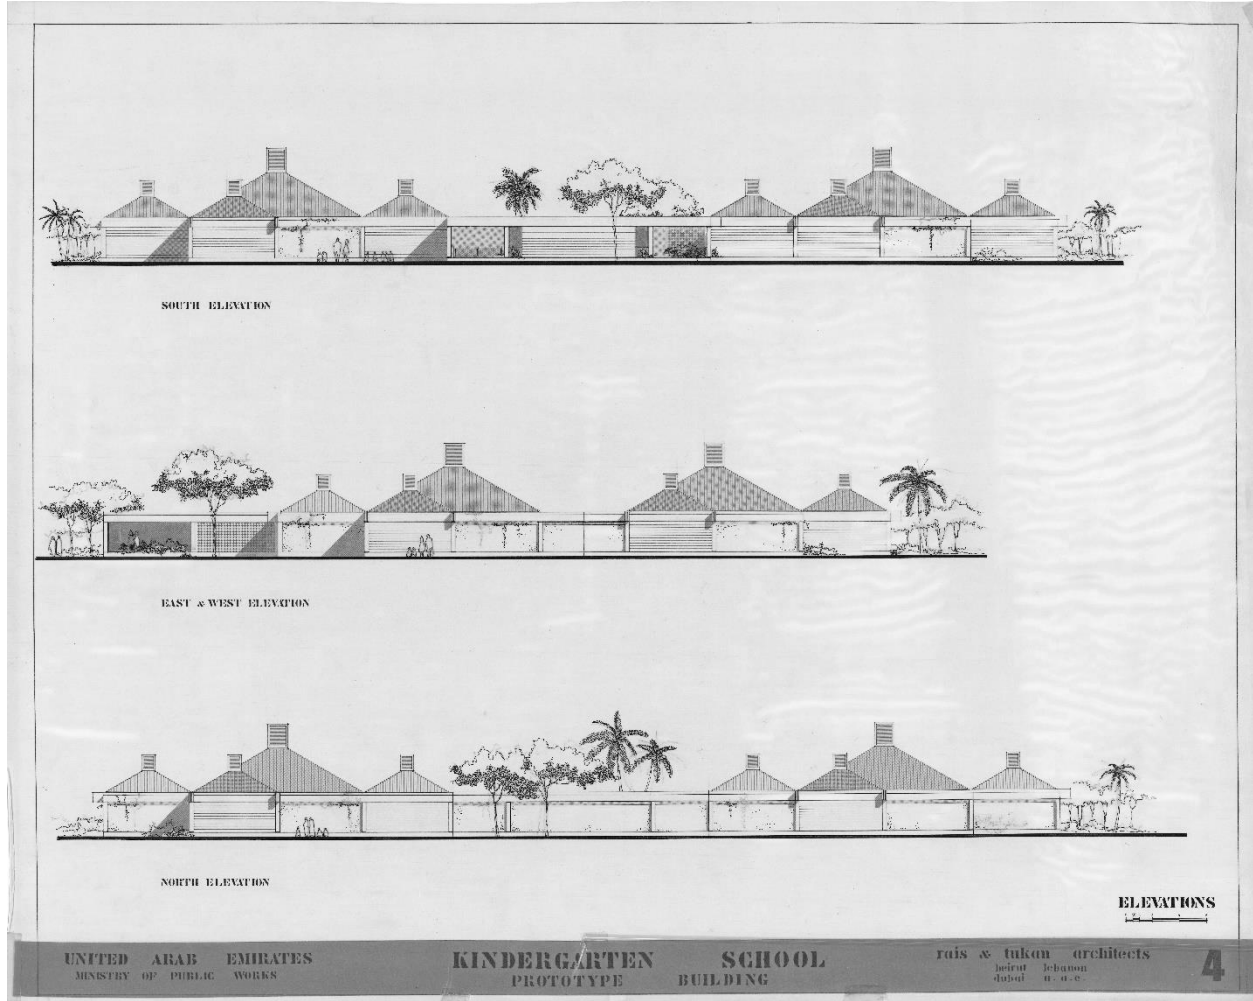 SOUTH ELEVATION
EAST & WEST ELEVATION
NORTH ELEVATION
ELEVATIONS
UNITED ARAB EMIRATES
MINISTRY OF PUBLIC WORKS
KINDERGARTEN SCHOOL
PROTOTYPE BUILDING
rais & tukan architects
beirut lebanon
dubai u.a.e.
4